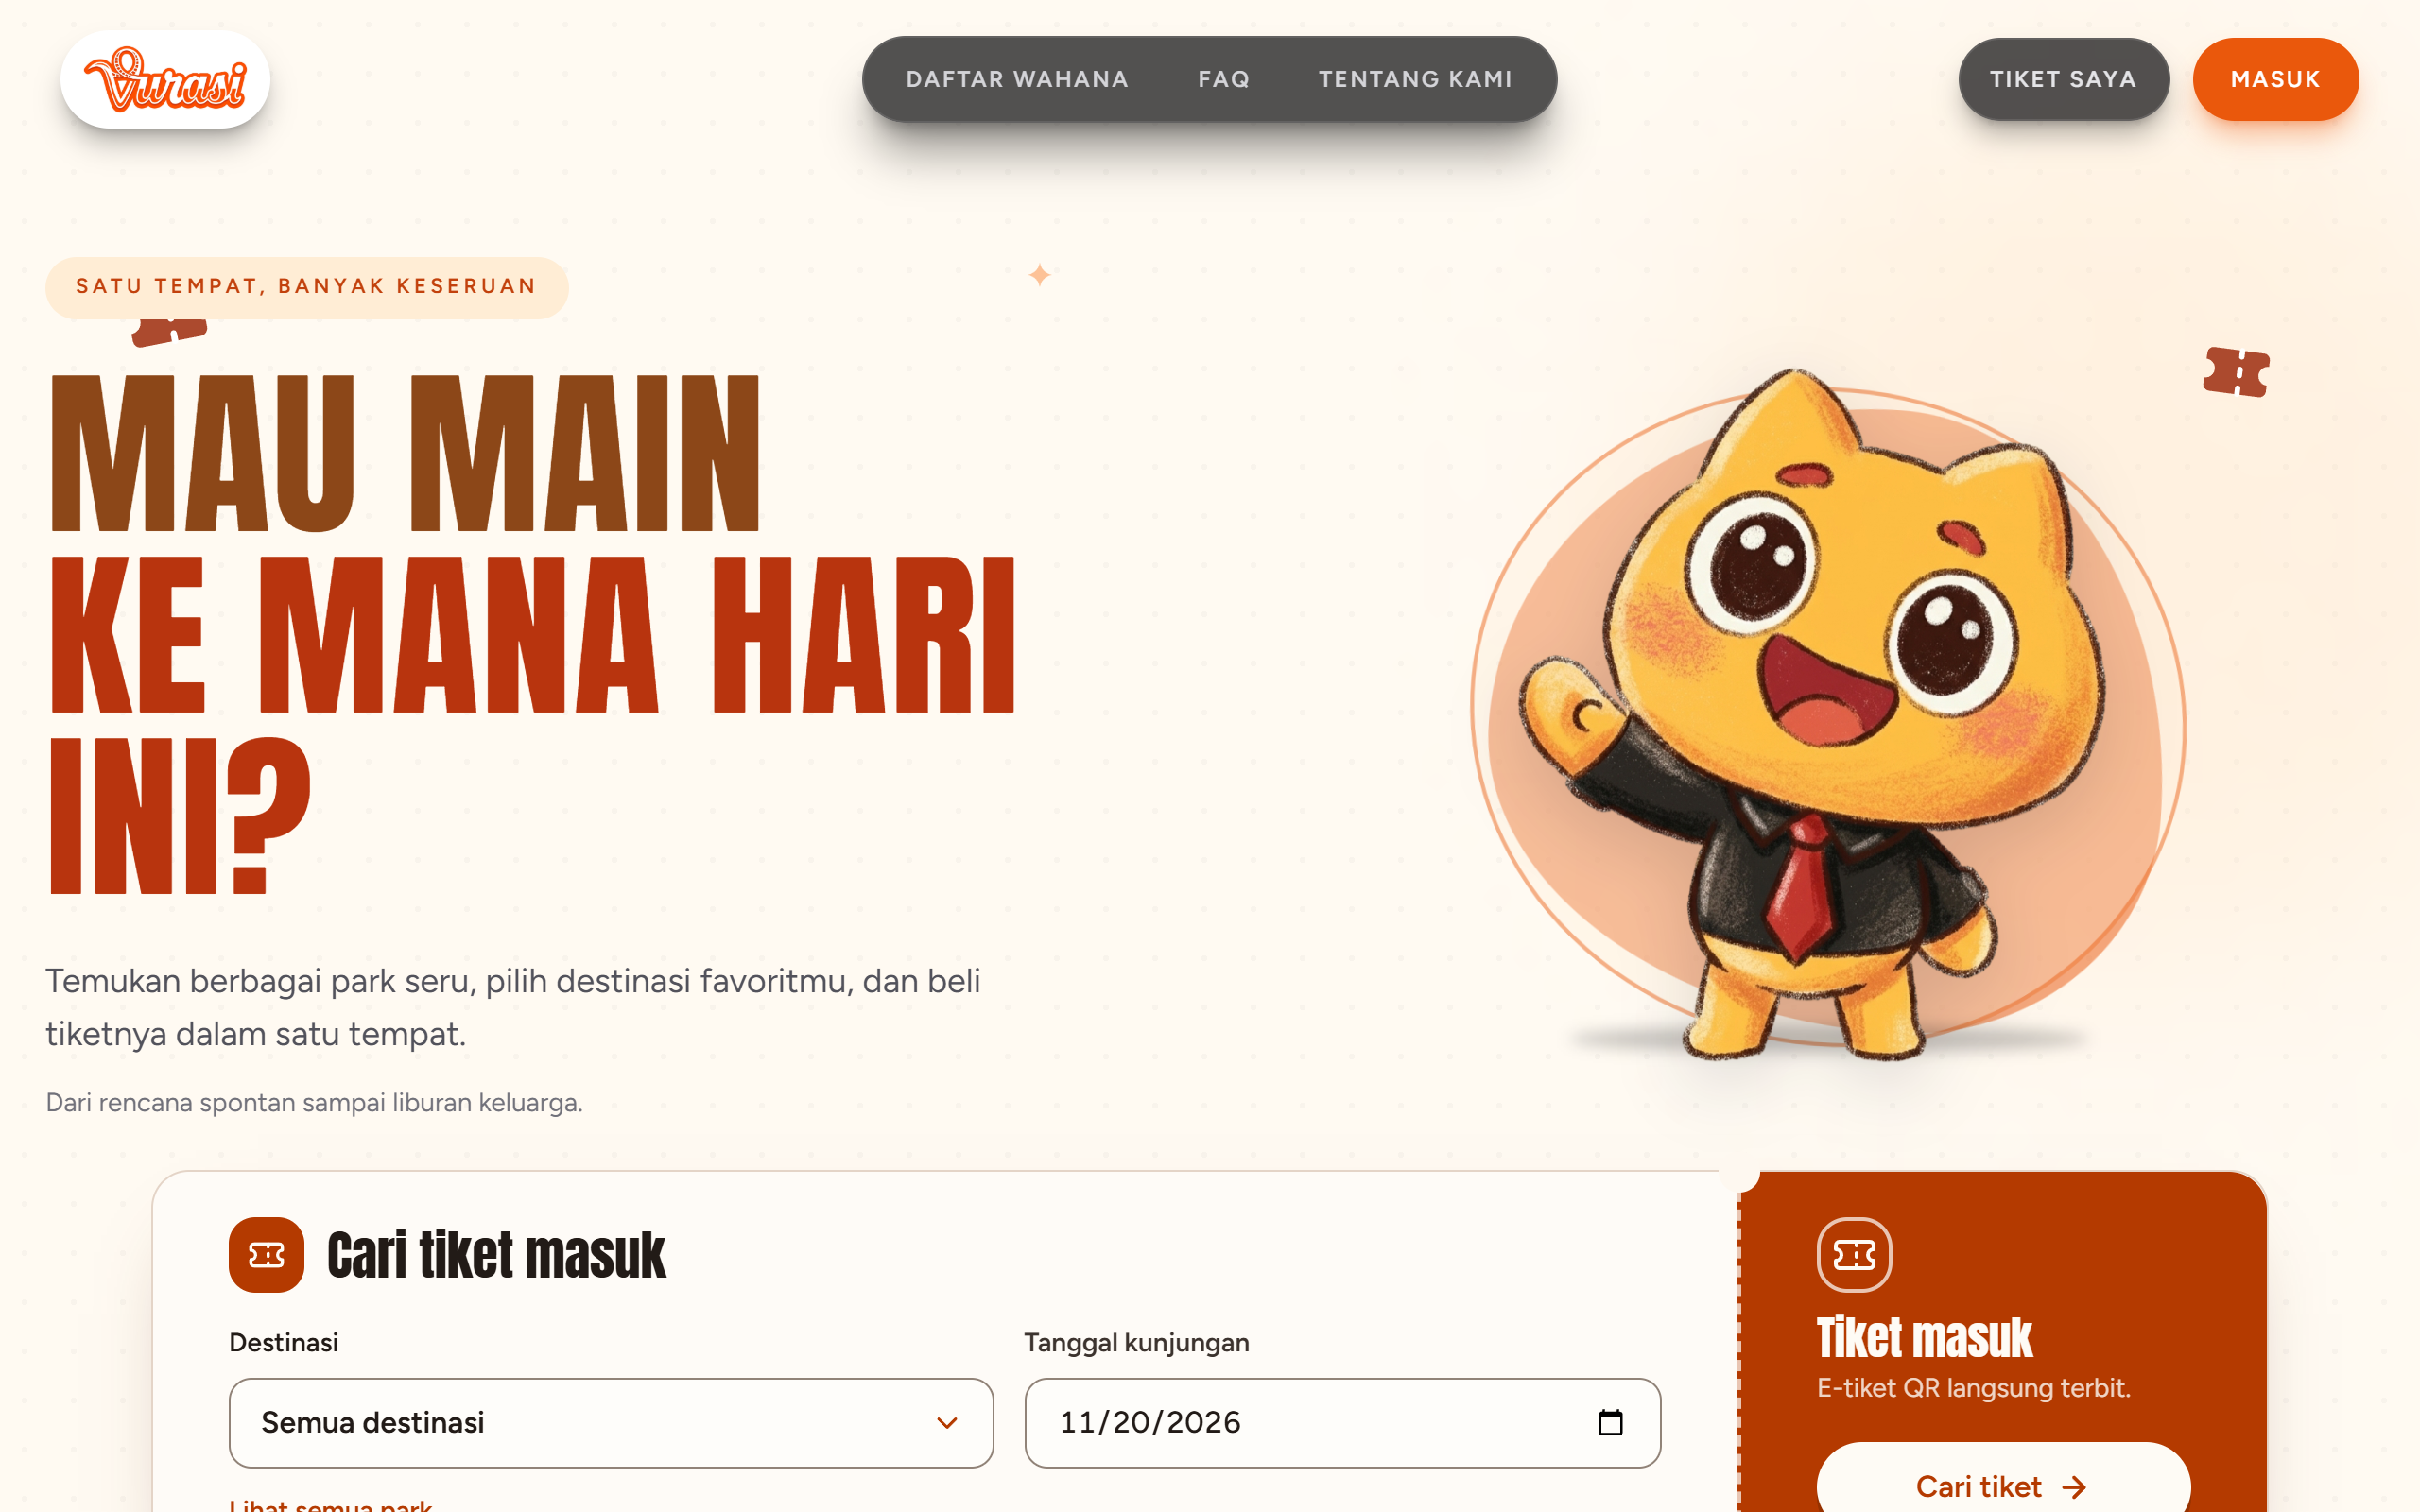 Vurasi
DAFTAR WAHANA
FAQ
TENTANG KAMI
TIKET SAYA
MASUK
SATU TEMPAT, BANYAK KESERUAN
MAU MAIN
KE MANA HARI
INI?
Temukan berbagai park seru, pilih destinasi favoritmu, dan beli
tiketnya dalam satu tempat.
Dari rencana spontan sampai liburan keluarga.
Cari tiket masuk
Destinasi
Semua destinasi
Tanggal kunjungan
11/20/2026
Lihat semua park
Tiket masuk
E-tiket QR langsung terbit.
Cari tiket